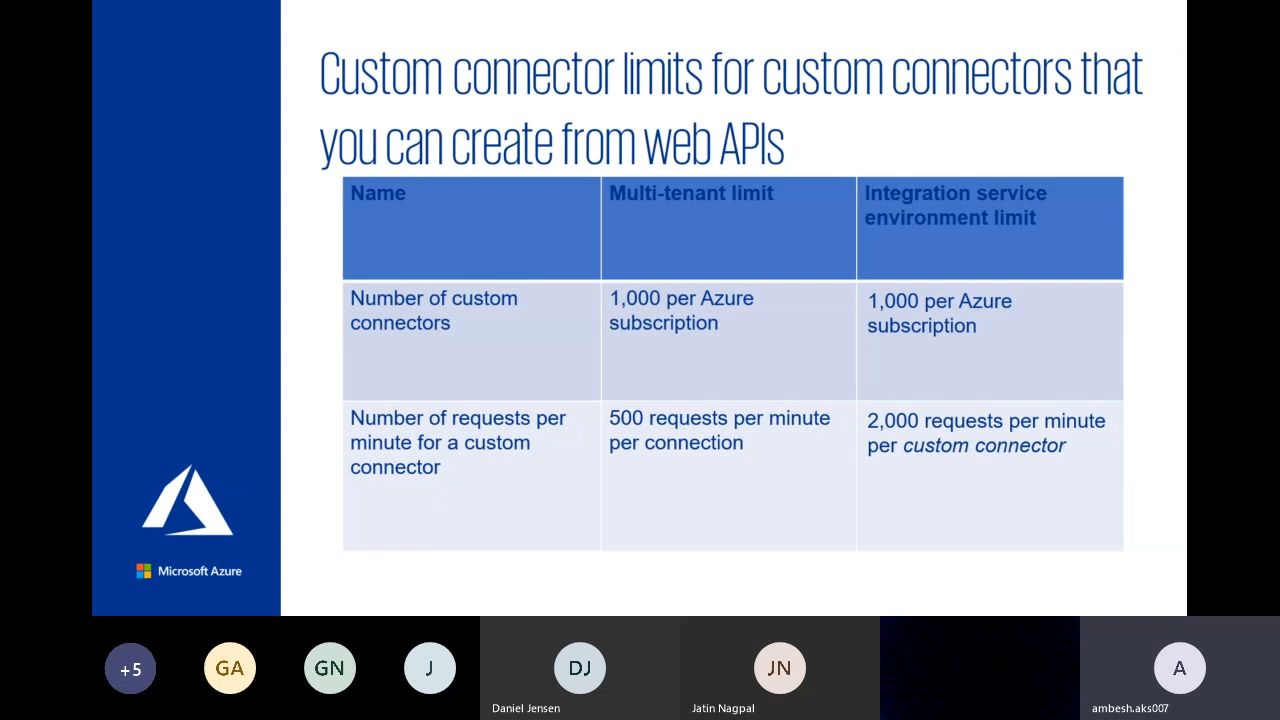 Custom connector limits for custom connectors that
you can create from web APIs
Name
Multi-tenant limit
Integration service
environment limit
Number of custom
connectors
1,000 per Azure
subscription
1,000 per Azure
subscription
Number of requests per
minute for a custom
connector
500 requests per minute
per connection
2,000 requests per minute
per custom connector
Microsoft Azure
+5
GA
GN
J
DJ
Daniel Jensen
JN
Jatin Nagpal
A
ambesh.aks007